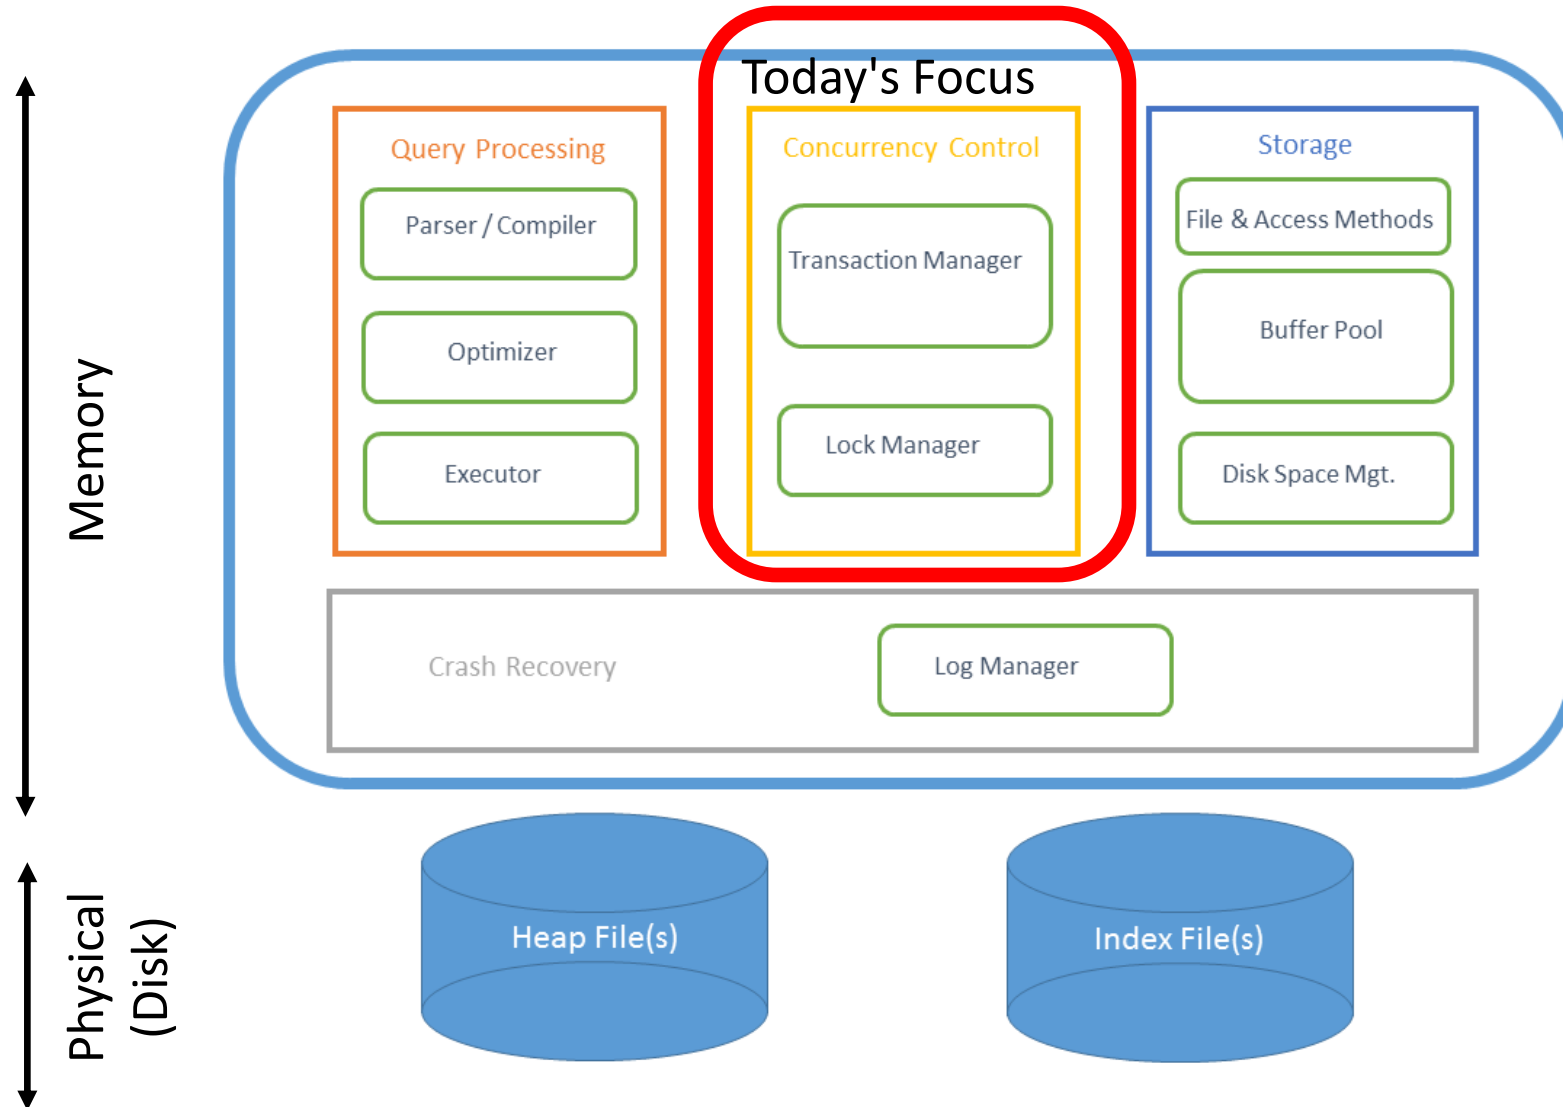 Today's Focus
Query Processing
Parser / Compiler
Optimizer
Executor
Concurrency Control
Transaction Manager
Lock Manager
Storage
File & Access Methods
Buffer Pool
Disk Space Mgt.
Crash Recovery
Log Manager
Memory
Heap File(s)
Index File(s)
Physical
(Disk)